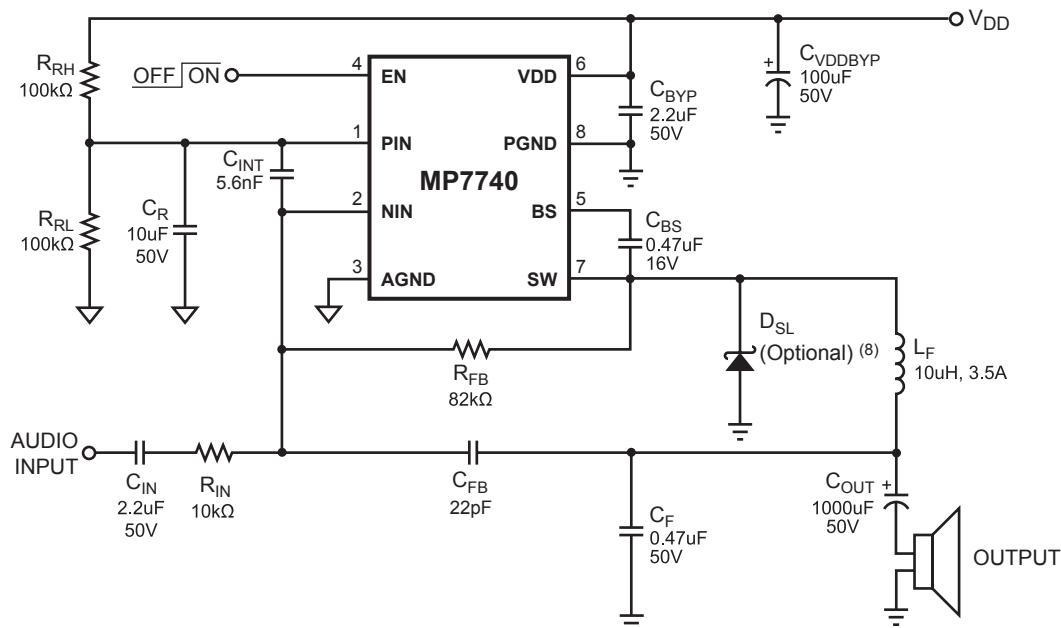 V_DD
R_RH
100kΩ
OFF ON
4 EN
VDD 6
C_BYP
2.2uF
50V
+ C_VDDBYP
100uF
50V
1 PIN
PGND 8
C_INT
5.6nF
MP7740
R_RL
100kΩ
C_R
10uF
50V
2 NIN
BS 5
C_BS
0.47uF
16V
3 AGND
SW 7
D_SL
(Optional) (8)
L_F
10uH, 3.5A
R_FB
82kΩ
AUDIO
INPUT
C_IN
2.2uF
50V
R_IN
10kΩ
C_FB
22pF
C_F
0.47uF
50V
C_OUT +
1000uF
50V
OUTPUT